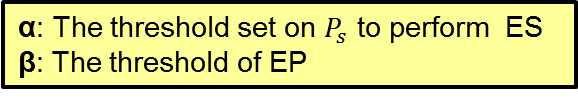 α: The threshold set on Pₛ to perform ES
β: The threshold of EP